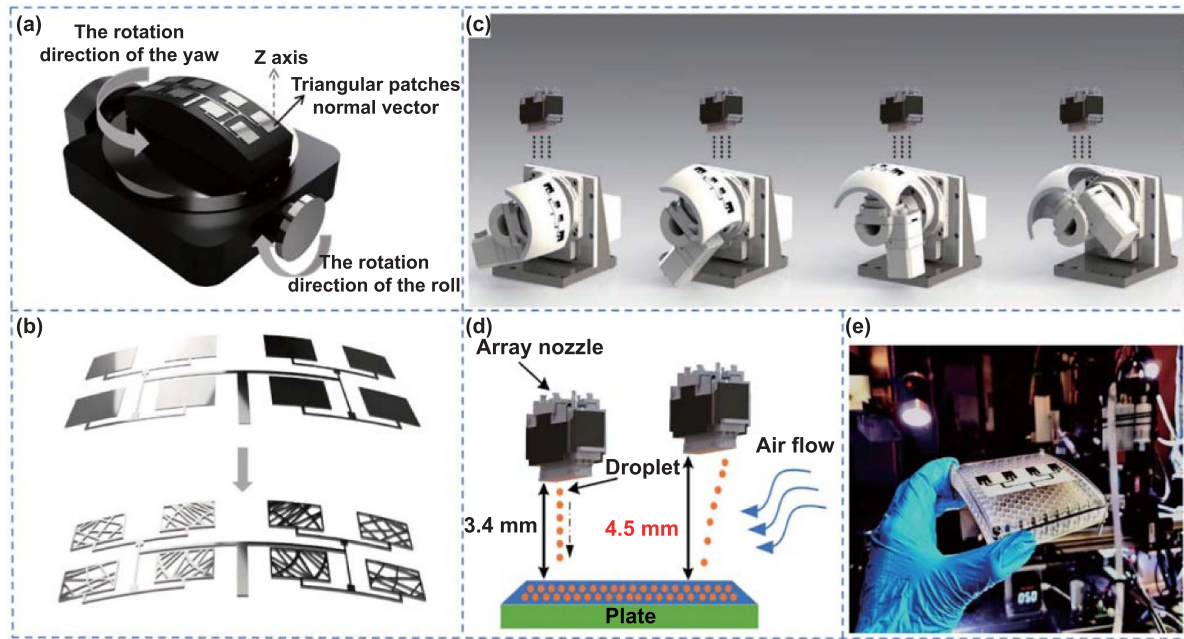 (a)
The rotation
direction of the yaw
Z axis
Triangular patches
normal vector
The rotation
direction of the roll
(b)
(c)
(d)
Array nozzle
Droplet
Air flow
3.4 mm
4.5 mm
Plate
(e)
050